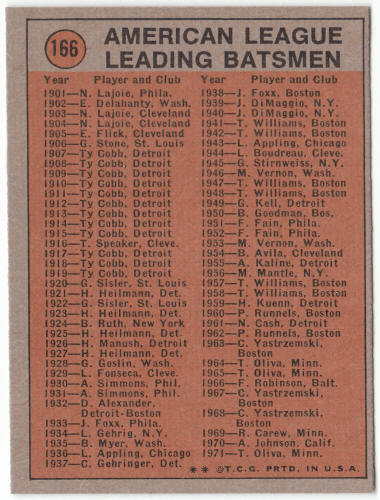 166
AMERICAN LEAGUE
LEADING BATSMEN
Year Player and Club
1901—N. Lajoie, Phila.
1902—E. Delahanty, Wash.
1903—N. Lajoie, Cleveland
1904—N. Lajoie, Cleveland
1905—E. Flick, Cleveland
1906—G. Stone, St. Louis
1907—Ty Cobb, Detroit
1908—Ty Cobb, Detroit
1909—Ty Cobb, Detroit
1910—Ty Cobb, Detroit
1911—Ty Cobb, Detroit
1912—Ty Cobb, Detroit
1913—Ty Cobb, Detroit
1914—Ty Cobb, Detroit
1915—Ty Cobb, Detroit
1916—T. Speaker, Cleve.
1917—Ty Cobb, Detroit
1918—Ty Cobb, Detroit
1919—Ty Cobb, Detroit
1920—G. Sisler, St. Louis
1921—H. Heilmann, Det.
1922—G. Sisler, St. Louis
1923—H. Heilmann, Det.
1924—B. Ruth, New York
1925—H. Heilmann, Det.
1926—H. Manush, Detroit
1927—H. Heilmann, Det.
1928—G. Goslin, Wash.
1929—L. Fonseca, Cleve.
1930—A. Simmons, Phil.
1931—A. Simmons, Phil.
1932—D. Alexander,
Detroit-Boston
1933—J. Foxx, Phila.
1934—L. Gehrig, N.Y.
1935—B. Myer, Wash.
1936—L. Appling, Chicago
1937—C. Gehringer, Det.
Year Player and Club
1938—J. Foxx, Boston
1939—J. DiMaggio, N.Y.
1940—J. DiMaggio, N.Y.
1941—T. Williams, Boston
1942—T. Williams, Boston
1943—L. Appling, Chicago
1944—L. Boudreau, Cleve.
1945—G. Stirnweiss, N.Y.
1946—M. Vernon, Wash.
1947—T. Williams, Boston
1948—T. Williams, Boston
1949—G. Kell, Detroit
1950—B. Goodman, Bos.
1951—F. Fain, Phila.
1952—F. Fain, Phila.
1953—M. Vernon, Wash.
1954—B. Avila, Cleveland
1955—A. Kaline, Detroit
1956—M. Mantle, N.Y.
1957—T. Williams, Boston
1958—T. Williams, Boston
1959—H. Kuenn, Detroit
1960—P. Runnels, Boston
1961—N. Cash, Detroit
1962—P. Runnels, Boston
1963—C. Yastrzemski,
Boston
1964—T. Oliva, Minn.
1965—T. Oliva, Minn.
1966—F. Robinson, Balt.
1967—C. Yastrzemski,
Boston
1968—C. Yastrzemski,
Boston
1969—R. Carew, Minn.
1970—A. Johnson, Calif.
1971—T. Oliva, Minn.
** ©T.C.G. PRTD. IN U.S.A.